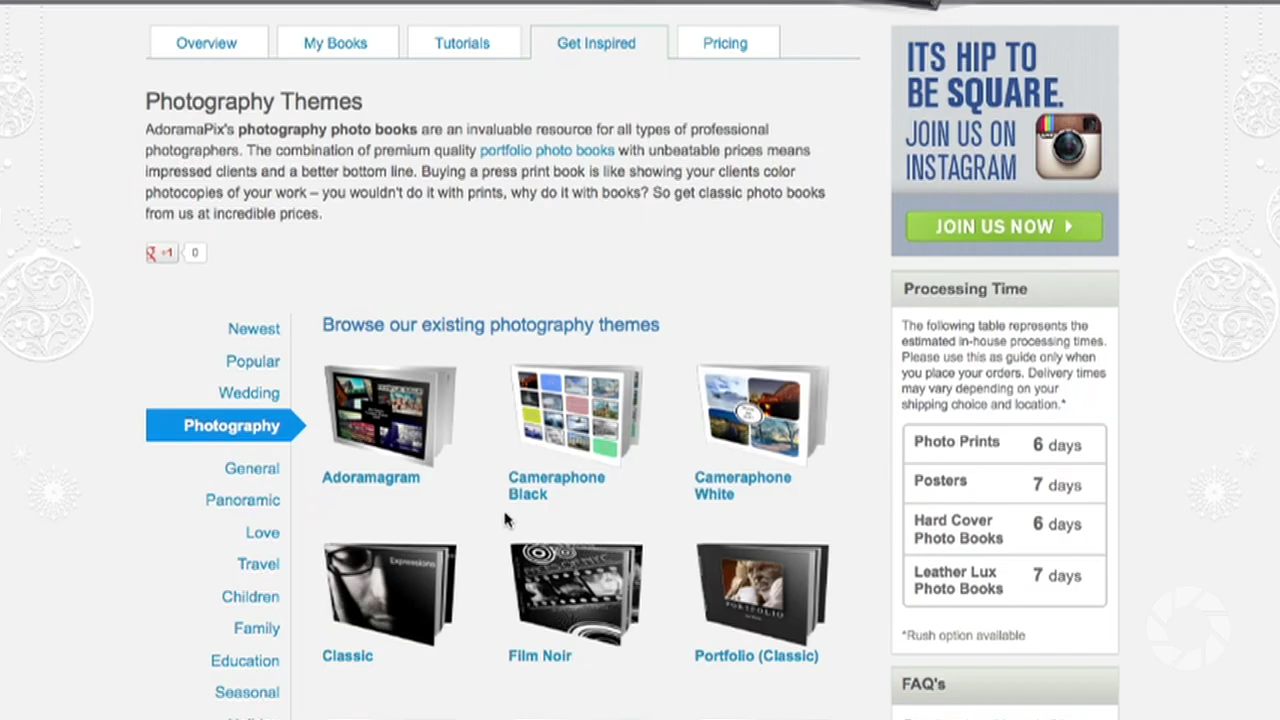 Overview
My Books
Tutorials
Get Inspired
Pricing
Photography Themes
AdoramaPix's photography photo books are an invaluable resource for all types of professional
photographers. The combination of premium quality portfolio photo books with unbeatable prices means
impressed clients and a better bottom line. Buying a press print book is like showing your clients color
photocopies of your work – you wouldn't do it with prints, why do it with books? So get classic photo books
from us at incredible prices.
g +1
0
Newest
Popular
Wedding
Photography
General
Panoramic
Love
Travel
Children
Family
Education
Seasonal
Browse our existing photography themes
Adoramagram
Cameraphone
Black
Cameraphone
White
Expressions
Classic
Film Noir
PORTFOLIO
Portfolio (Classic)
ITS HIP TO
BE SQUARE.
JOIN US ON
INSTAGRAM
JOIN US NOW
Processing Time
The following table represents the
estimated in-house processing times.
Please use this as guide only when
you place your orders. Delivery times
may vary depending on your
shipping choice and location.*
Photo Prints 6 days
Posters 7 days
Hard Cover
Photo Books 6 days
Leather Lux
Photo Books 7 days
*Rush option available
FAQ's